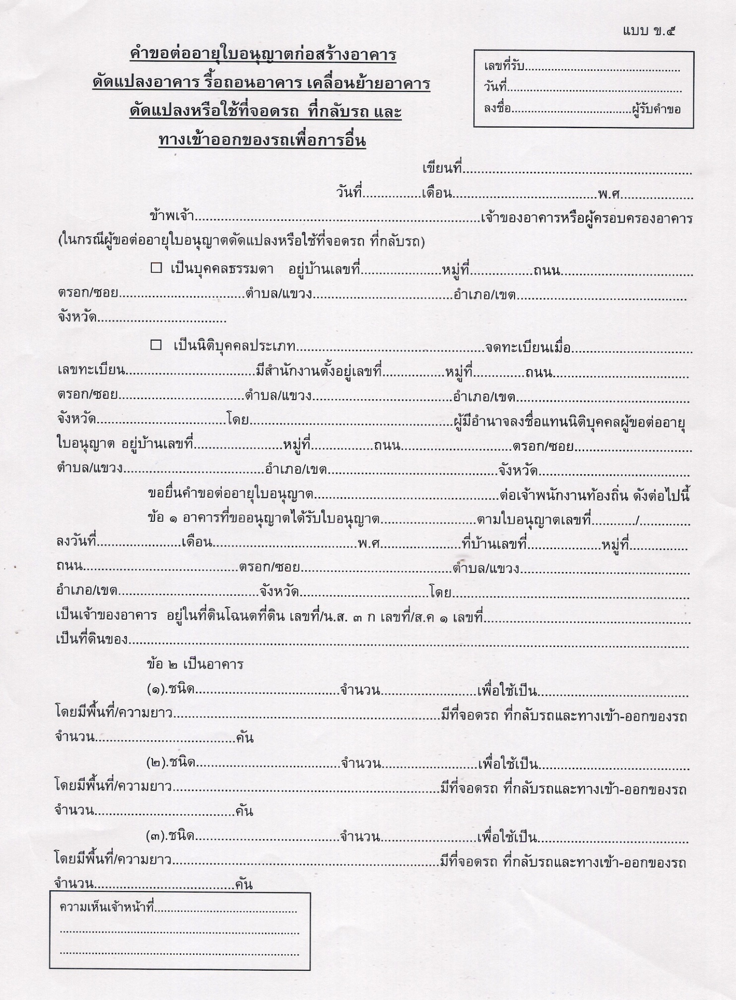 แบบ ข.๕
คำขอต่ออายุใบอนุญาตก่อสร้างอาคาร
ดัดแปลงอาคาร รื้อถอนอาคาร เคลื่อนย้ายอาคาร
ดัดแปลงหรือใช้ที่จอดรถ ที่กลับรถ และ
ทางเข้าออกของรถเพื่อการอื่น
เลขที่รับ................................................
วันที่......................................................
ลงชื่อ.....................................ผู้รับคำขอ
เขียนที่..............................................................
วันที่................เดือน.......................................พ.ศ....................
ข้าพเจ้า.............................................................................เจ้าของอาคารหรือผู้ครอบครองอาคาร
(ในกรณีผู้ขอต่ออายุใบอนุญาตดัดแปลงหรือใช้ที่จอดรถ ที่กลับรถ)
☐ เป็นบุคคลธรรมดา อยู่บ้านเลขที่......................หมู่ที่.................ถนน....................................
ตรอก/ซอย..................................ตำบล/แขวง......................................อำเภอ/เขต..............................................
จังหวัด...................................
☐ เป็นนิติบุคคลประเภท...................................................จดทะเบียนเมื่อ.................................
เลขทะเบียน...................................มีสำนักงานตั้งอยู่เลขที่.................หมู่ที่..............ถนน.....................................
ตรอก/ซอย..................................ตำบล/แขวง......................................อำเภอ/เขต...............................................
จังหวัด...................................โดย.......................................................ผู้มีอำนาจลงชื่อแทนนิติบุคคลผู้ขอต่ออายุ
ใบอนุญาต อยู่บ้านเลขที่........................หมู่ที่.................ถนน..............................ตรอก/ซอย................................
ตำบล/แขวง......................................อำเภอ/เขต..............................................จังหวัด.........................................
ขอยื่นคำขอต่ออายุใบอนุญาต..................................................ต่อเจ้าพนักงานท้องถิ่น ดังต่อไปนี้
ข้อ ๑ อาคารที่ขออนุญาตได้รับใบอนุญาต..........................ตามใบอนุญาตเลขที่............/..............
ลงวันที่.......................เดือน.......................................พ.ศ......................ที่บ้านเลขที่....................หมู่ที่................
ถนน..........................................ตรอก/ซอย.........................................ตำบล/แขวง..............................................
อำเภอ/เขต......................................จังหวัด...................................โดย................................................................
เป็นเจ้าของอาคาร อยู่ในที่ดินโฉนดที่ดิน เลขที่/น.ส. ๓ ก เลขที่/ส.ค ๑ เลขที่........................................................
เป็นที่ดินของ......................................................................................................................................................
ข้อ ๒ เป็นอาคาร
(๑).ชนิด.......................................จำนวน..........................เพื่อใช้เป็น.........................................
โดยมีพื้นที่/ความยาว........................................................................มีที่จอดรถ ที่กลับรถและทางเข้า-ออกของรถ
จำนวน......................................คัน
(๒).ชนิด.......................................จำนวน..........................เพื่อใช้เป็น.........................................
โดยมีพื้นที่/ความยาว........................................................................มีที่จอดรถ ที่กลับรถและทางเข้า-ออกของรถ
จำนวน......................................คัน
(๓).ชนิด.......................................จำนวน..........................เพื่อใช้เป็น.........................................
โดยมีพื้นที่/ความยาว........................................................................มีที่จอดรถ ที่กลับรถและทางเข้า-ออกของรถ
จำนวน......................................คัน
ความเห็นเจ้าหน้าที่............................................
..........................................................................
..........................................................................